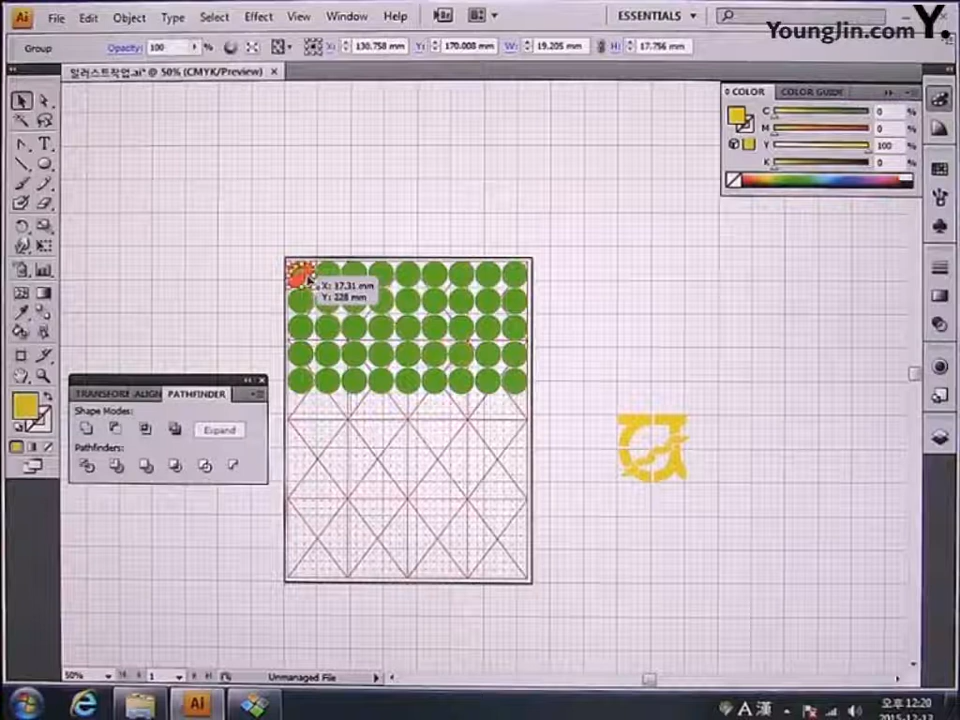 Ai File Edit Object Type Select Effect View Window Help Br ESSENTIALS
YoungJin.com Y.
Group Opacity: 100 % X: 130.758 mm Y: 170.008 mm W: 19.205 mm H: 17.756 mm
일러스트작업.ai* @ 50% (CMYK/Preview)
COLOR COLOR GUIDE
C 0 %
M 0 %
Y 100 %
K 0 %
X: 17.31 mm
Y: 228 mm
TRANSFORM ALIGN PATHFINDER
Shape Modes:
Expand
Pathfinders:
50% 1 Unmanaged File
Ai A 漢 오후 12:20